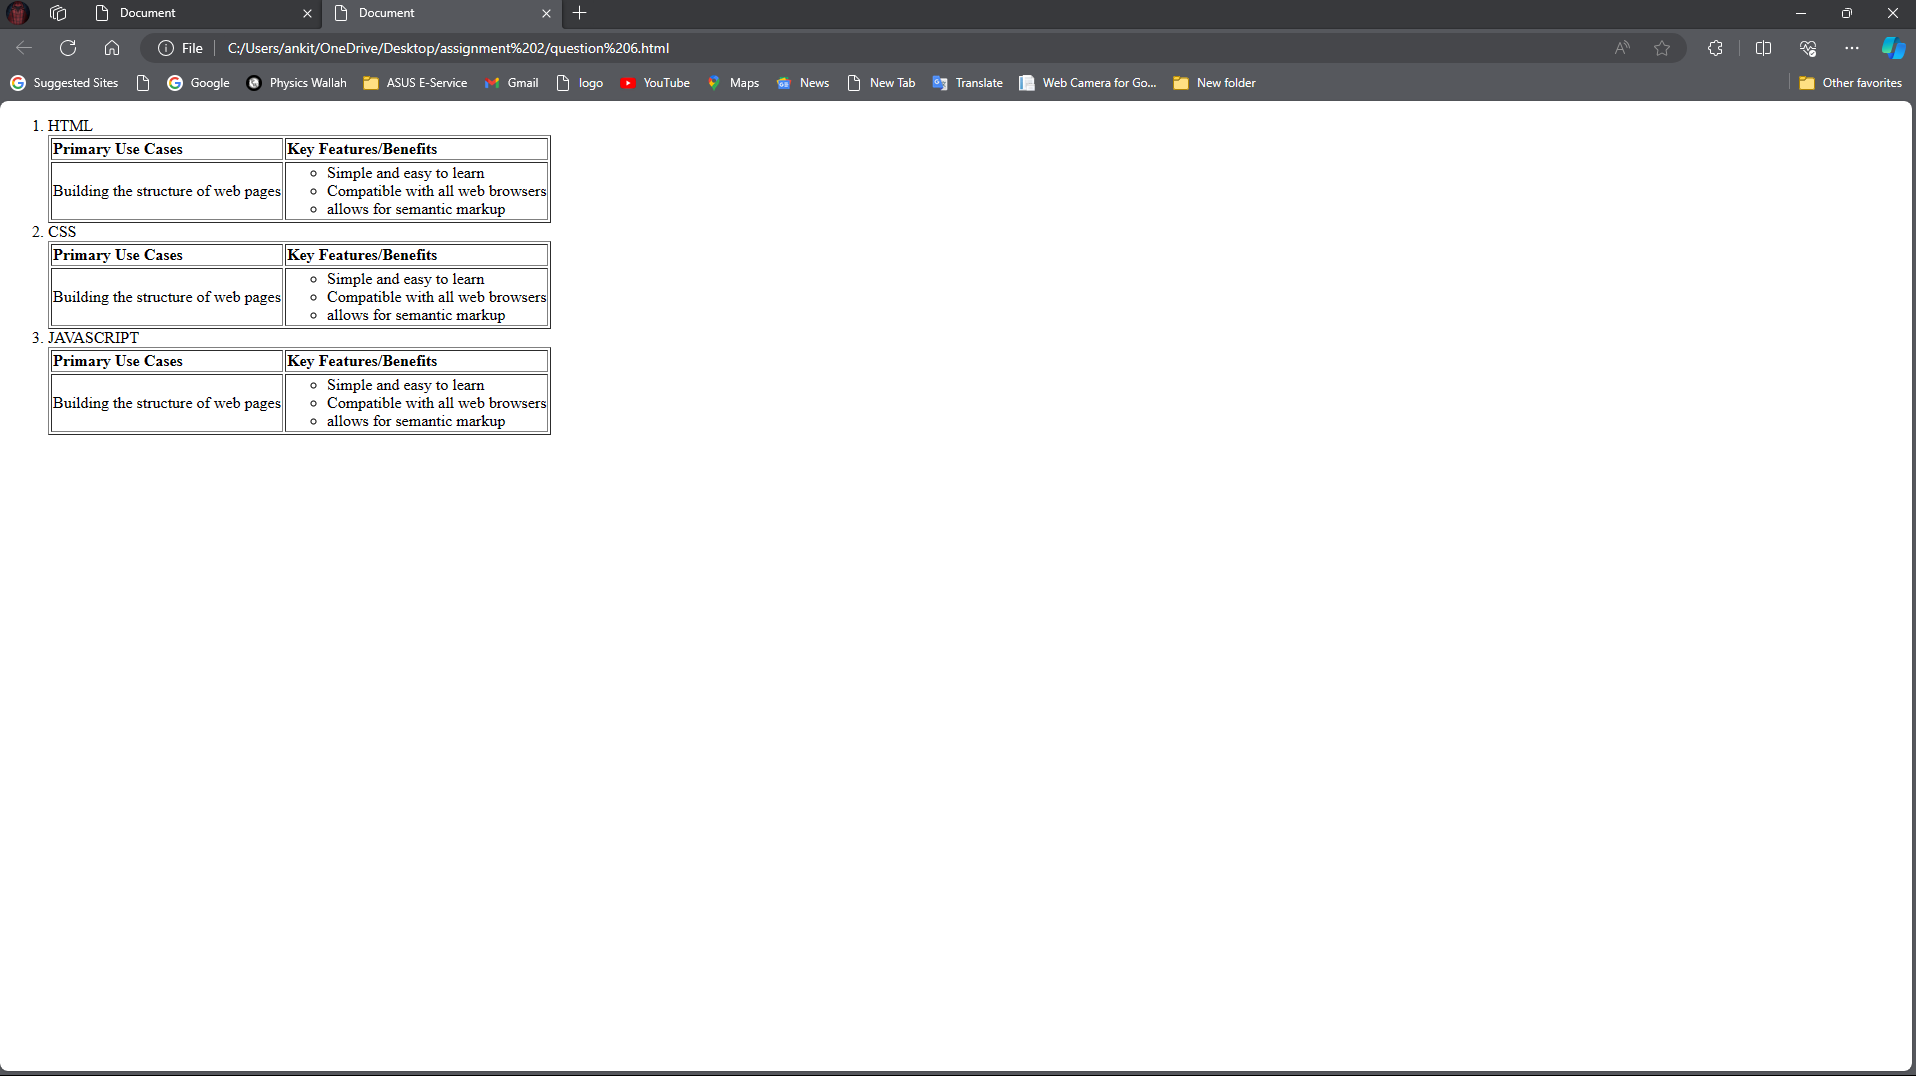 Document
Document
File
C:/Users/ankit/OneDrive/Desktop/assignment%202/question%206.html
Suggested Sites
Google
Physics Wallah
ASUS E-Service
Gmail
logo
YouTube
Maps
News
New Tab
Translate
Web Camera for Go...
New folder
Other favorites
1. HTML
Primary Use Cases Key Features/Benefits
Building the structure of web pages
Simple and easy to learn
Compatible with all web browsers
allows for semantic markup
2. CSS
Primary Use Cases Key Features/Benefits
Building the structure of web pages
Simple and easy to learn
Compatible with all web browsers
allows for semantic markup
3. JAVASCRIPT
Primary Use Cases Key Features/Benefits
Building the structure of web pages
Simple and easy to learn
Compatible with all web browsers
allows for semantic markup